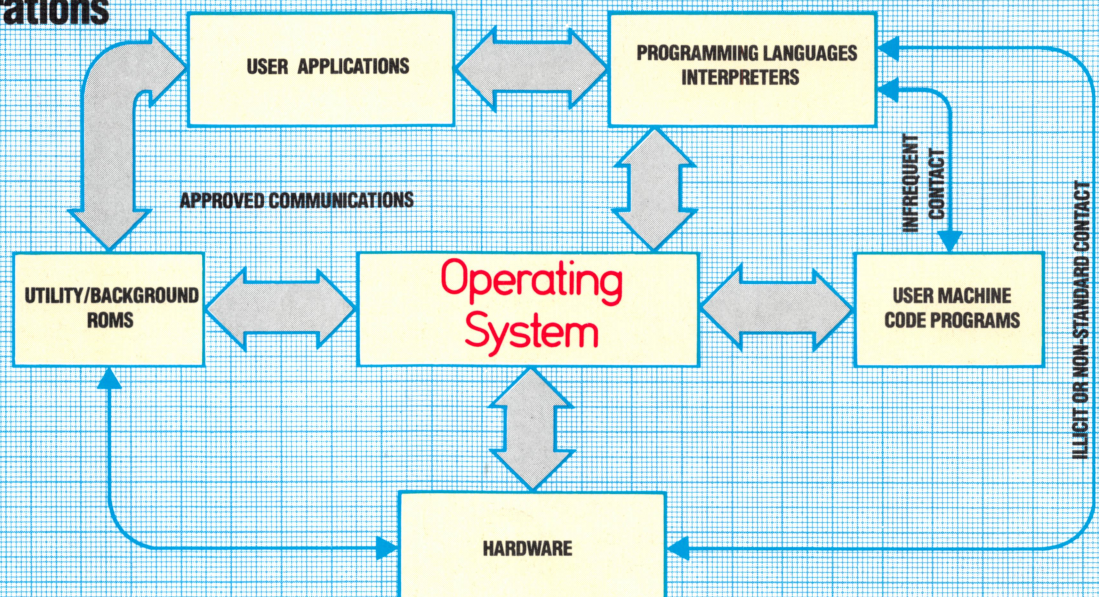 USER APPLICATIONS
PROGRAMMING LANGUAGES
INTERPRETERS
INFREQUENT
CONTACT
APPROVED COMMUNICATIONS
ILLICIT OR NON-STANDARD CONTACT
UTILITY/BACKGROUND
ROMS
Operating
System
USER MACHINE
CODE PROGRAMS
HARDWARE